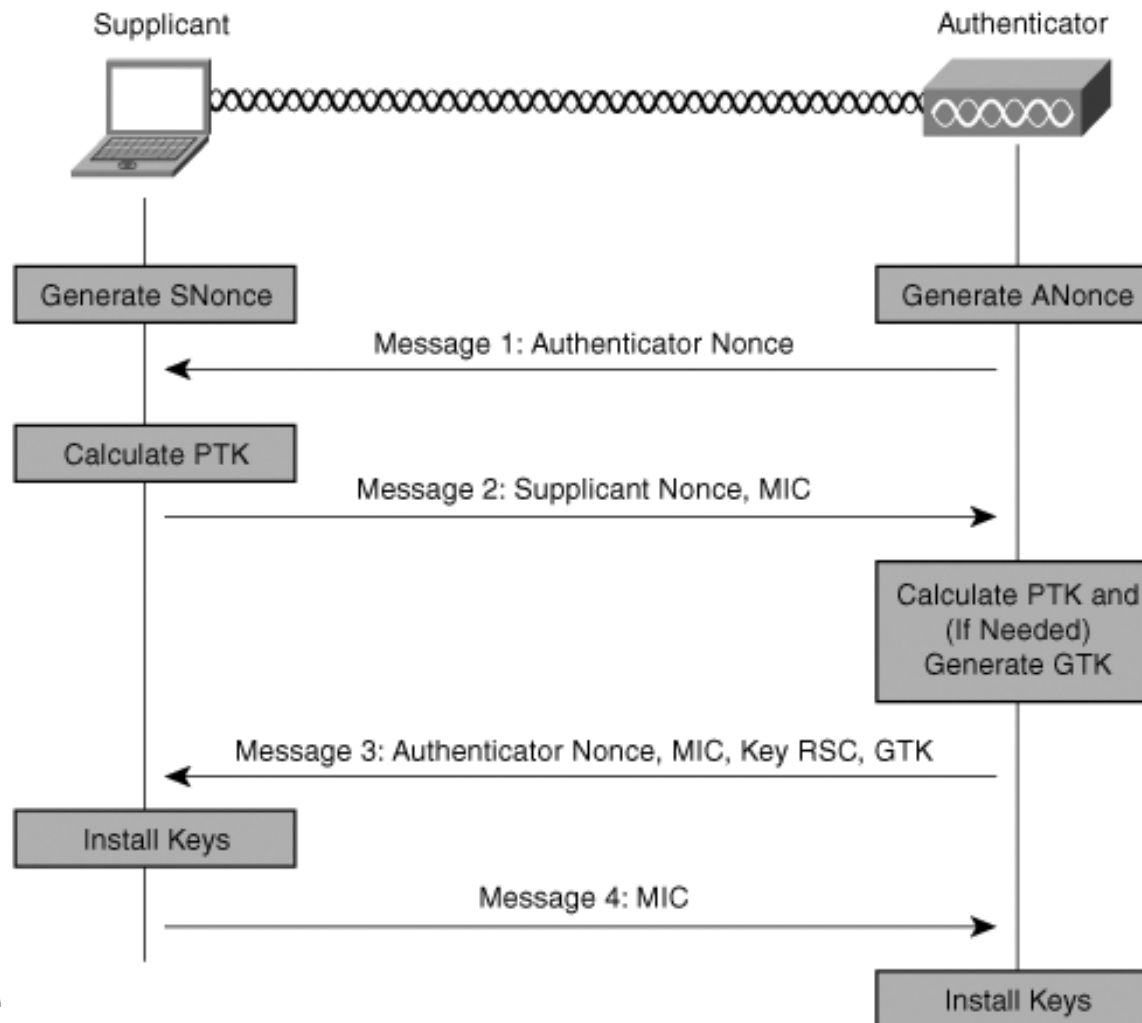 Supplicant
Authenticator
Generate SNonce
Generate ANonce
Message 1: Authenticator Nonce
Calculate PTK
Message 2: Supplicant Nonce, MIC
Calculate PTK and
(If Needed)
Generate GTK
Message 3: Authenticator Nonce, MIC, Key RSC, GTK
Install Keys
Message 4: MIC
Install Keys